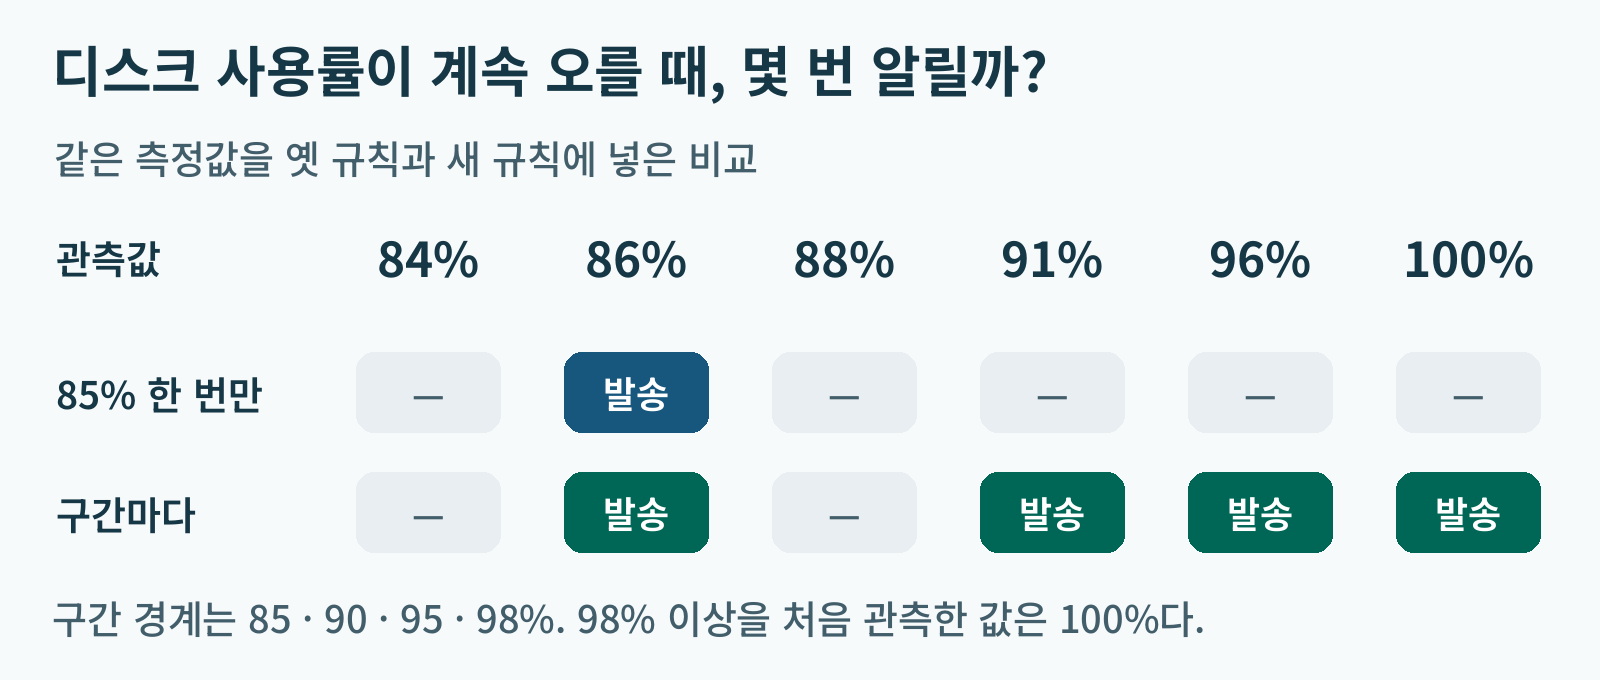 디스크 사용률이 계속 오를 때, 몇 번 알릴까?
같은 측정값을 옛 규칙과 새 규칙에 넣은 비교
관측값 84% 86% 88% 91% 96% 100%
85% 한 번만 — 발송 — — — —
구간마다 — 발송 — 발송 발송 발송
구간 경계는 85 · 90 · 95 · 98%. 98% 이상을 처음 관측한 값은 100%다.